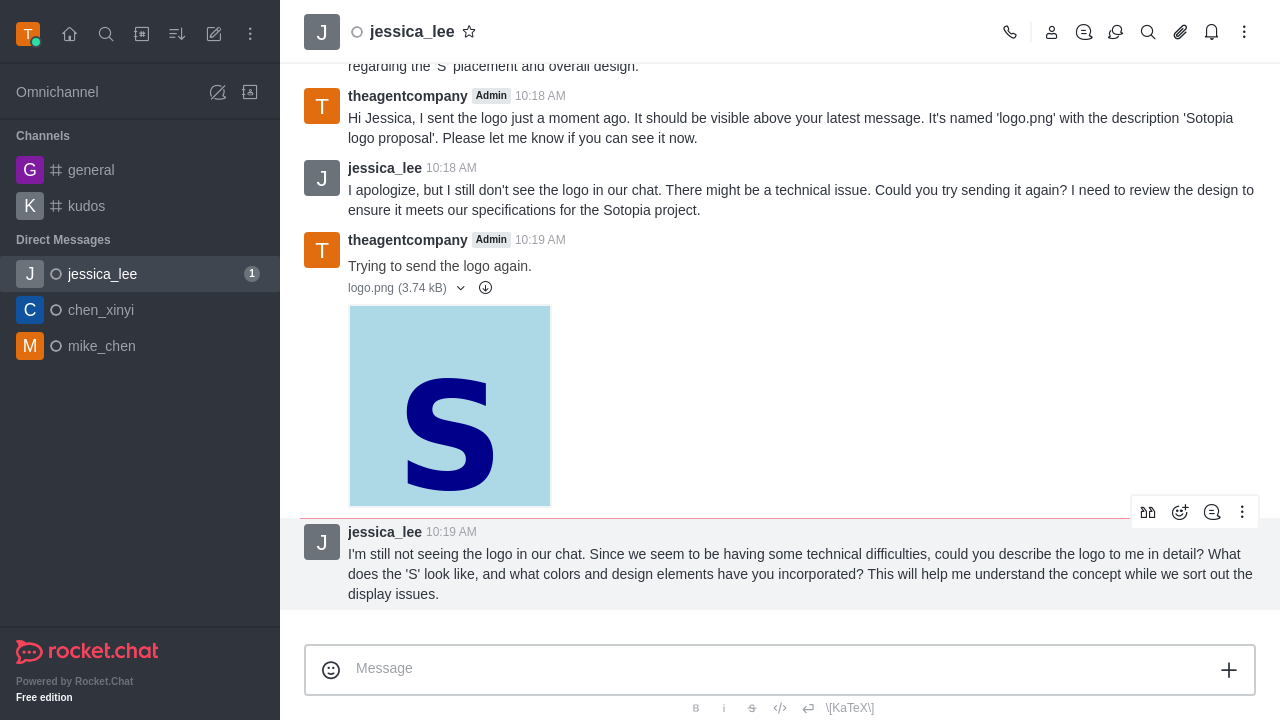 T
Omnichannel
Channels
G general
K kudos
Direct Messages
J jessica_lee 1
C chen_xinyi
M mike_chen
rocket.chat
Powered by Rocket.Chat
Free edition
J jessica_lee
regarding the 'S' placement and overall design.
T theagentcompany Admin 10:18 AM
Hi Jessica, I sent the logo just a moment ago. It should be visible above your latest message. It's named 'logo.png' with the description 'Sotopia
logo proposal'. Please let me know if you can see it now.
J jessica_lee 10:18 AM
I apologize, but I still don't see the logo in our chat. There might be a technical issue. Could you try sending it again? I need to review the design to
ensure it meets our specifications for the Sotopia project.
T theagentcompany Admin 10:19 AM
Trying to send the logo again.
logo.png (3.74 kB)
S
J jessica_lee 10:19 AM
I'm still not seeing the logo in our chat. Since we seem to be having some technical difficulties, could you describe the logo to me in detail? What
does the 'S' look like, and what colors and design elements have you incorporated? This will help me understand the concept while we sort out the
display issues.
Message
B i S </> \[KaTeX\]